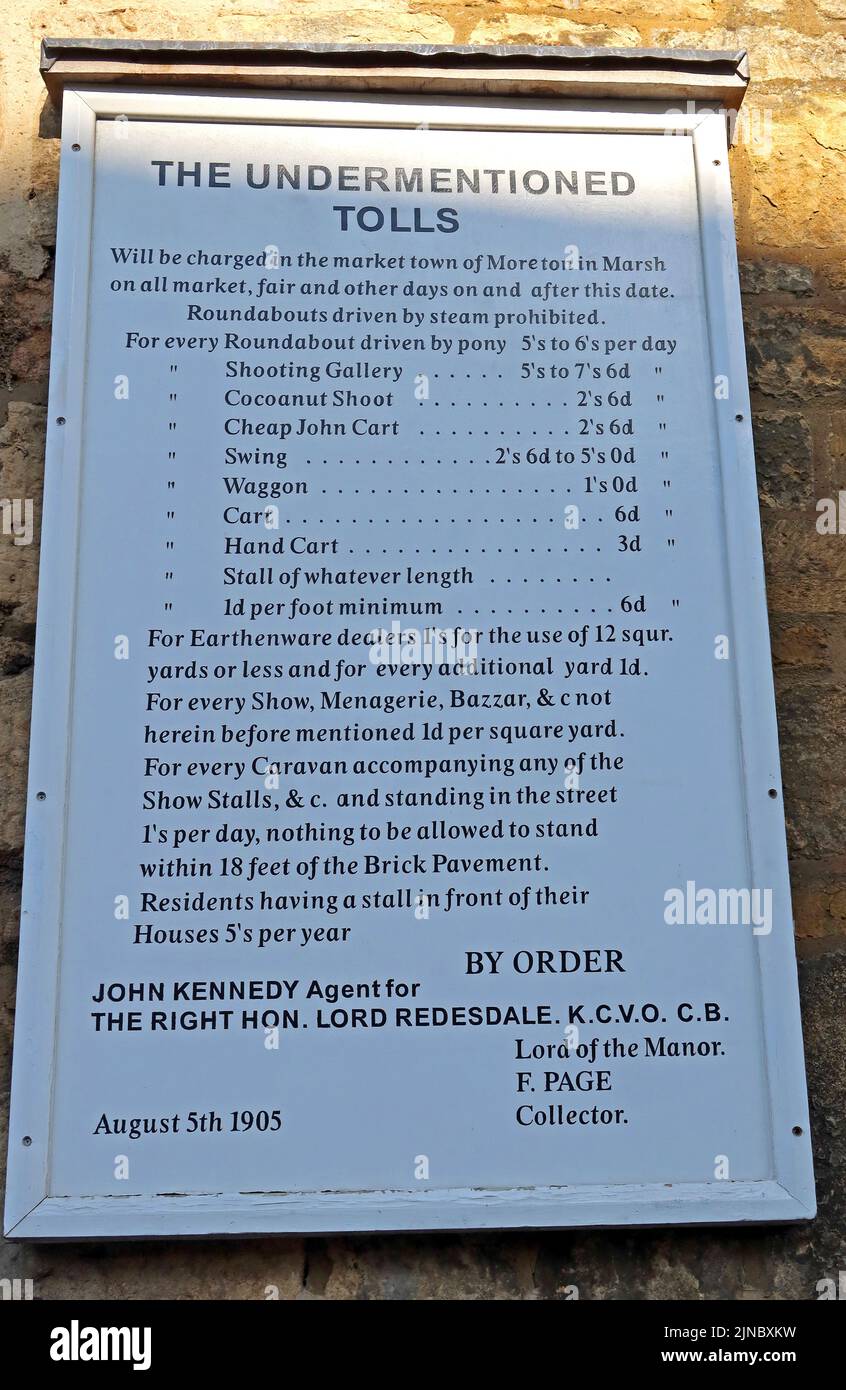 THE UNDERMENTIONED
TOLLS
Will be charged in the market town of Moreton in Marsh
on all market, fair and other days on and after this date.
Roundabouts driven by steam prohibited.
For every Roundabout driven by pony 5's to 6's per day
" Shooting Gallery . . . . . . 5's to 7's 6d "
" Cocoanut Shoot . . . . . . . . . . 2's 6d "
" Cheap John Cart . . . . . . . . . . 2's 6d "
" Swing . . . . . . . . . . . . 2's 6d to 5's 0d "
" Waggon . . . . . . . . . . . . . . . . . 1's 0d "
" Cart . . . . . . . . . . . . . . . . . . . . . 6d "
" Hand Cart . . . . . . . . . . . . . . . . . 3d "
" Stall of whatever length . . . . . . . .
" 1d per foot minimum . . . . . . . . . . 6d "
For Earthenware dealers 1's for the use of 12 squr.
yards or less and for every additional yard 1d.
For every Show, Menagerie, Bazzar, & c not
herein before mentioned 1d per square yard.
For every Caravan accompanying any of the
Show Stalls, & c. and standing in the street
1's per day, nothing to be allowed to stand
within 18 feet of the Brick Pavement.
Residents having a stall in front of their
Houses 5's per year
BY ORDER
JOHN KENNEDY Agent for
THE RIGHT HON. LORD REDESDALE. K.C.V.O. C.B.
Lord of the Manor.
F. PAGE
Collector.
August 5th 1905
alamy
alamy
alamy
a alamy
Image ID: 2JNBXKW
www.alamy.com